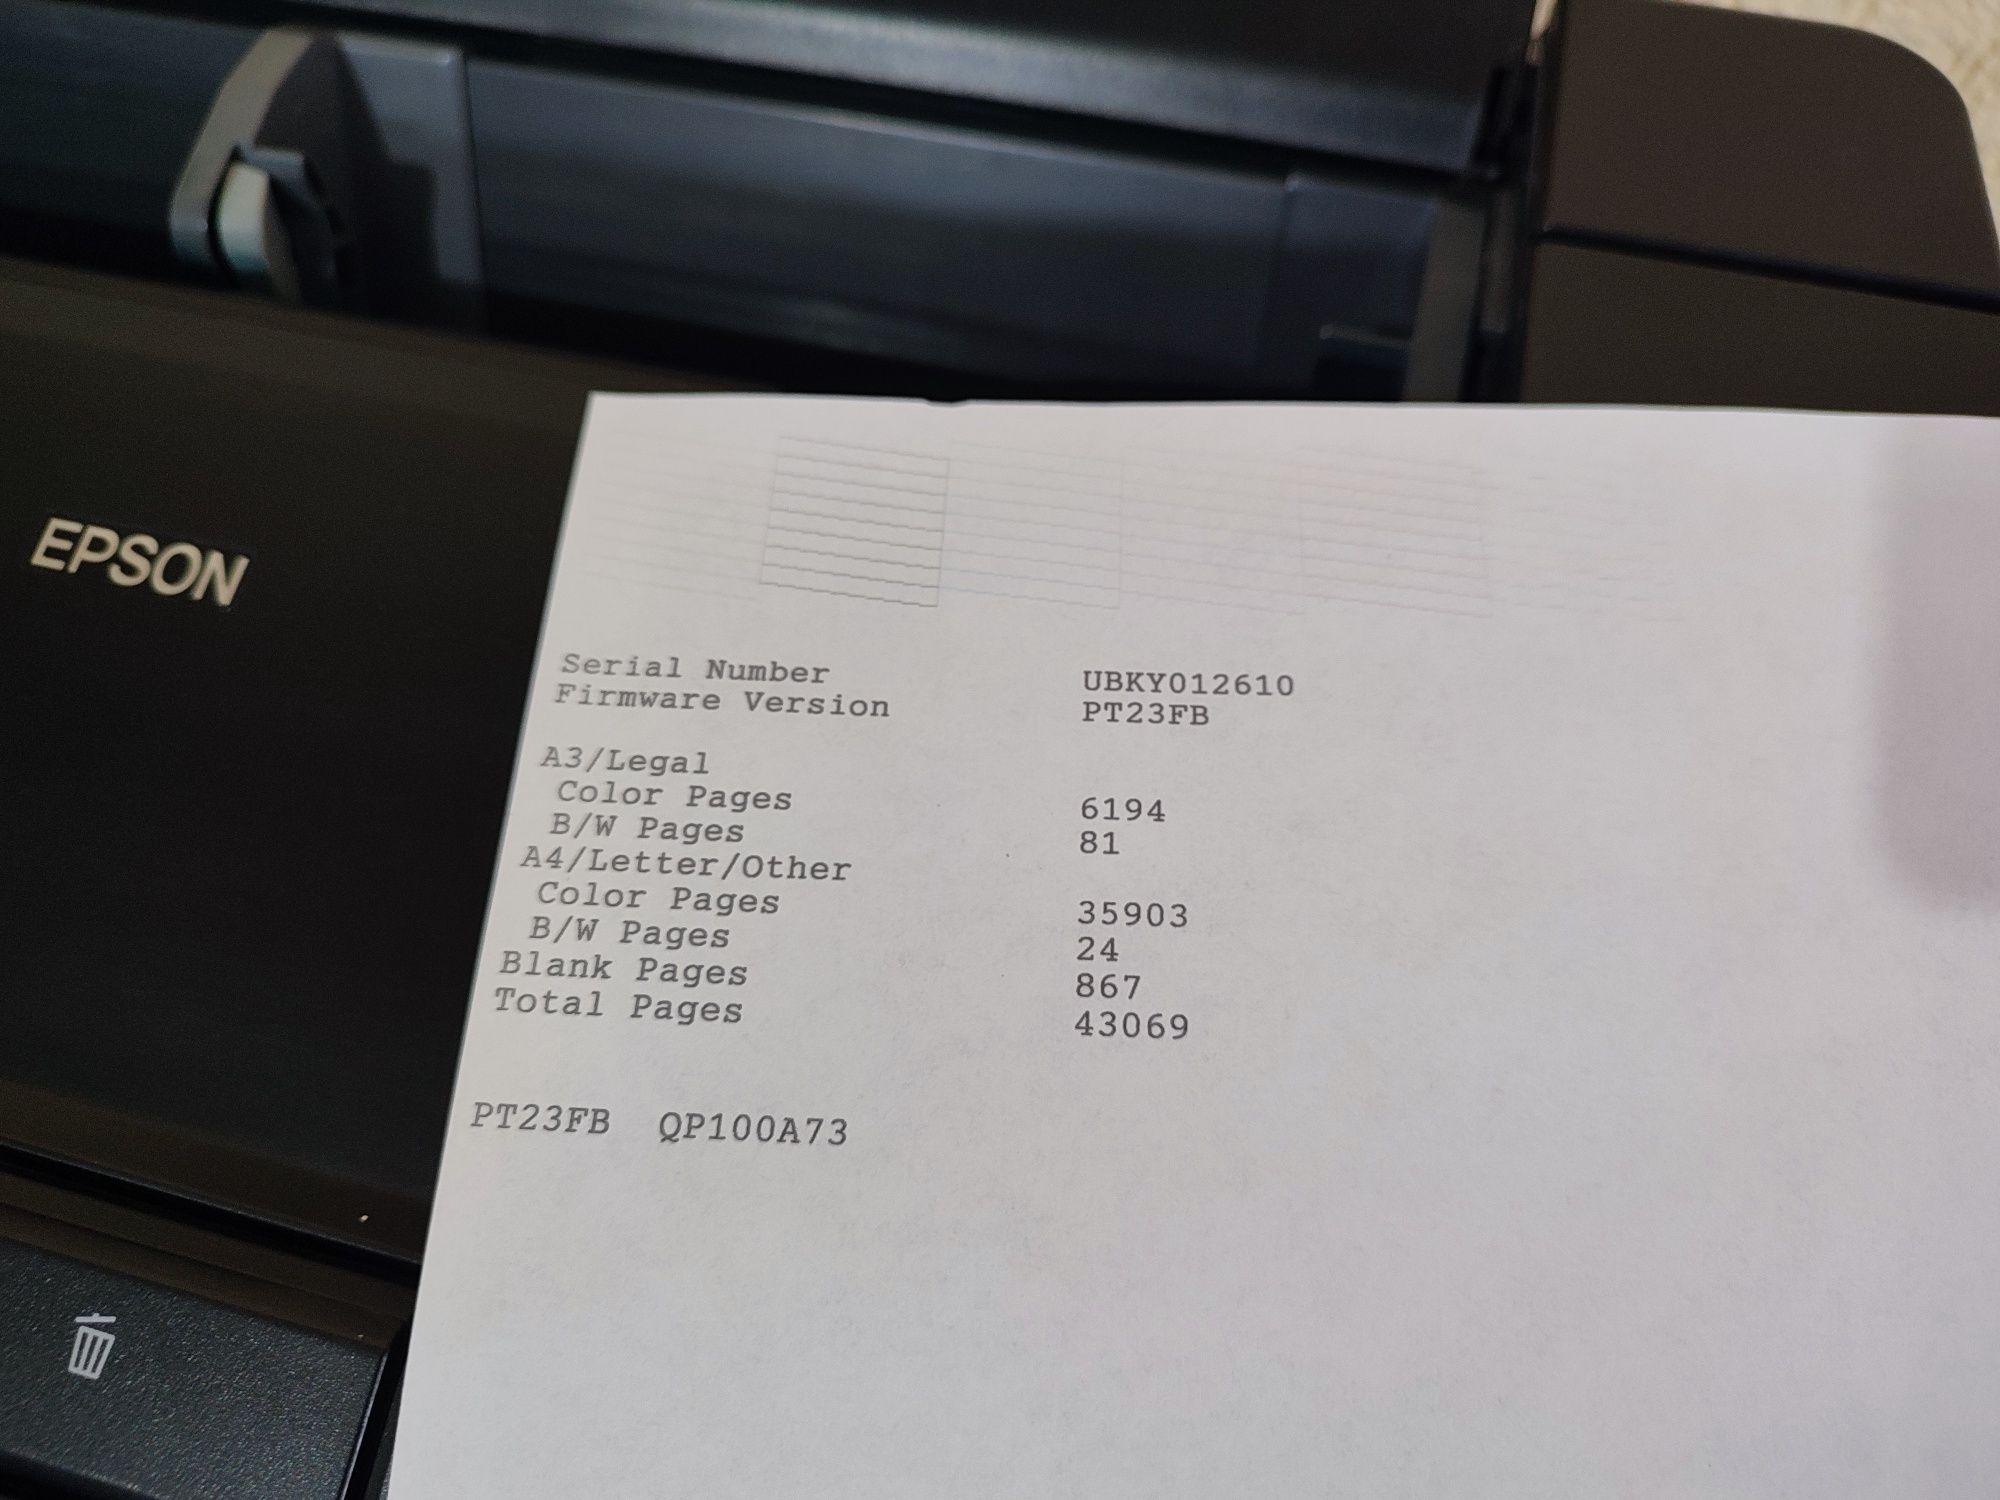 EPSON
Serial Number UBKY012610
Firmware Version PT23FB
A3/Legal
Color Pages 6194
B/W Pages 81
A4/Letter/Other
Color Pages 35903
B/W Pages 24
Blank Pages 867
Total Pages 43069
PT23FB QP100A73